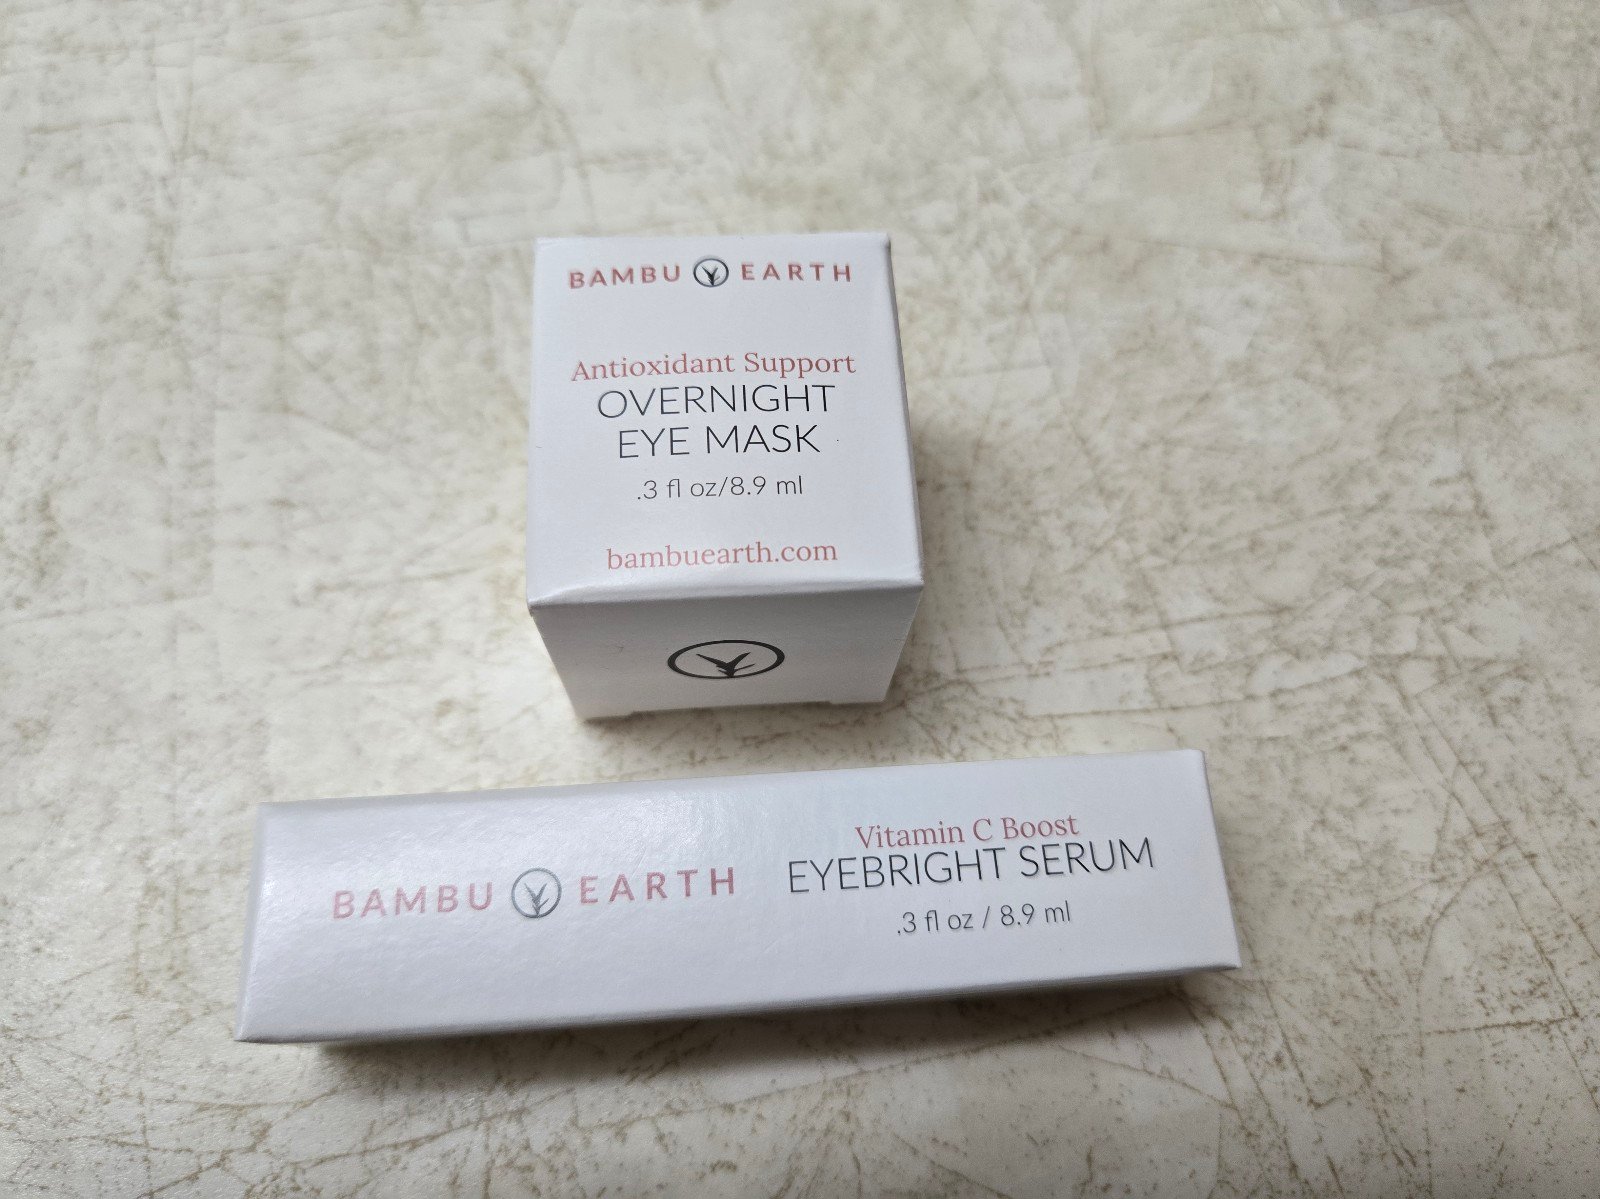 BAMBU EARTH
Antioxidant Support
OVERNIGHT
EYE MASK
.3 fl oz/8.9 ml
bambuearth.com
BAMBU EARTH
Vitamin C Boost
EYEBRIGHT SERUM
.3 fl oz / 8.9 ml